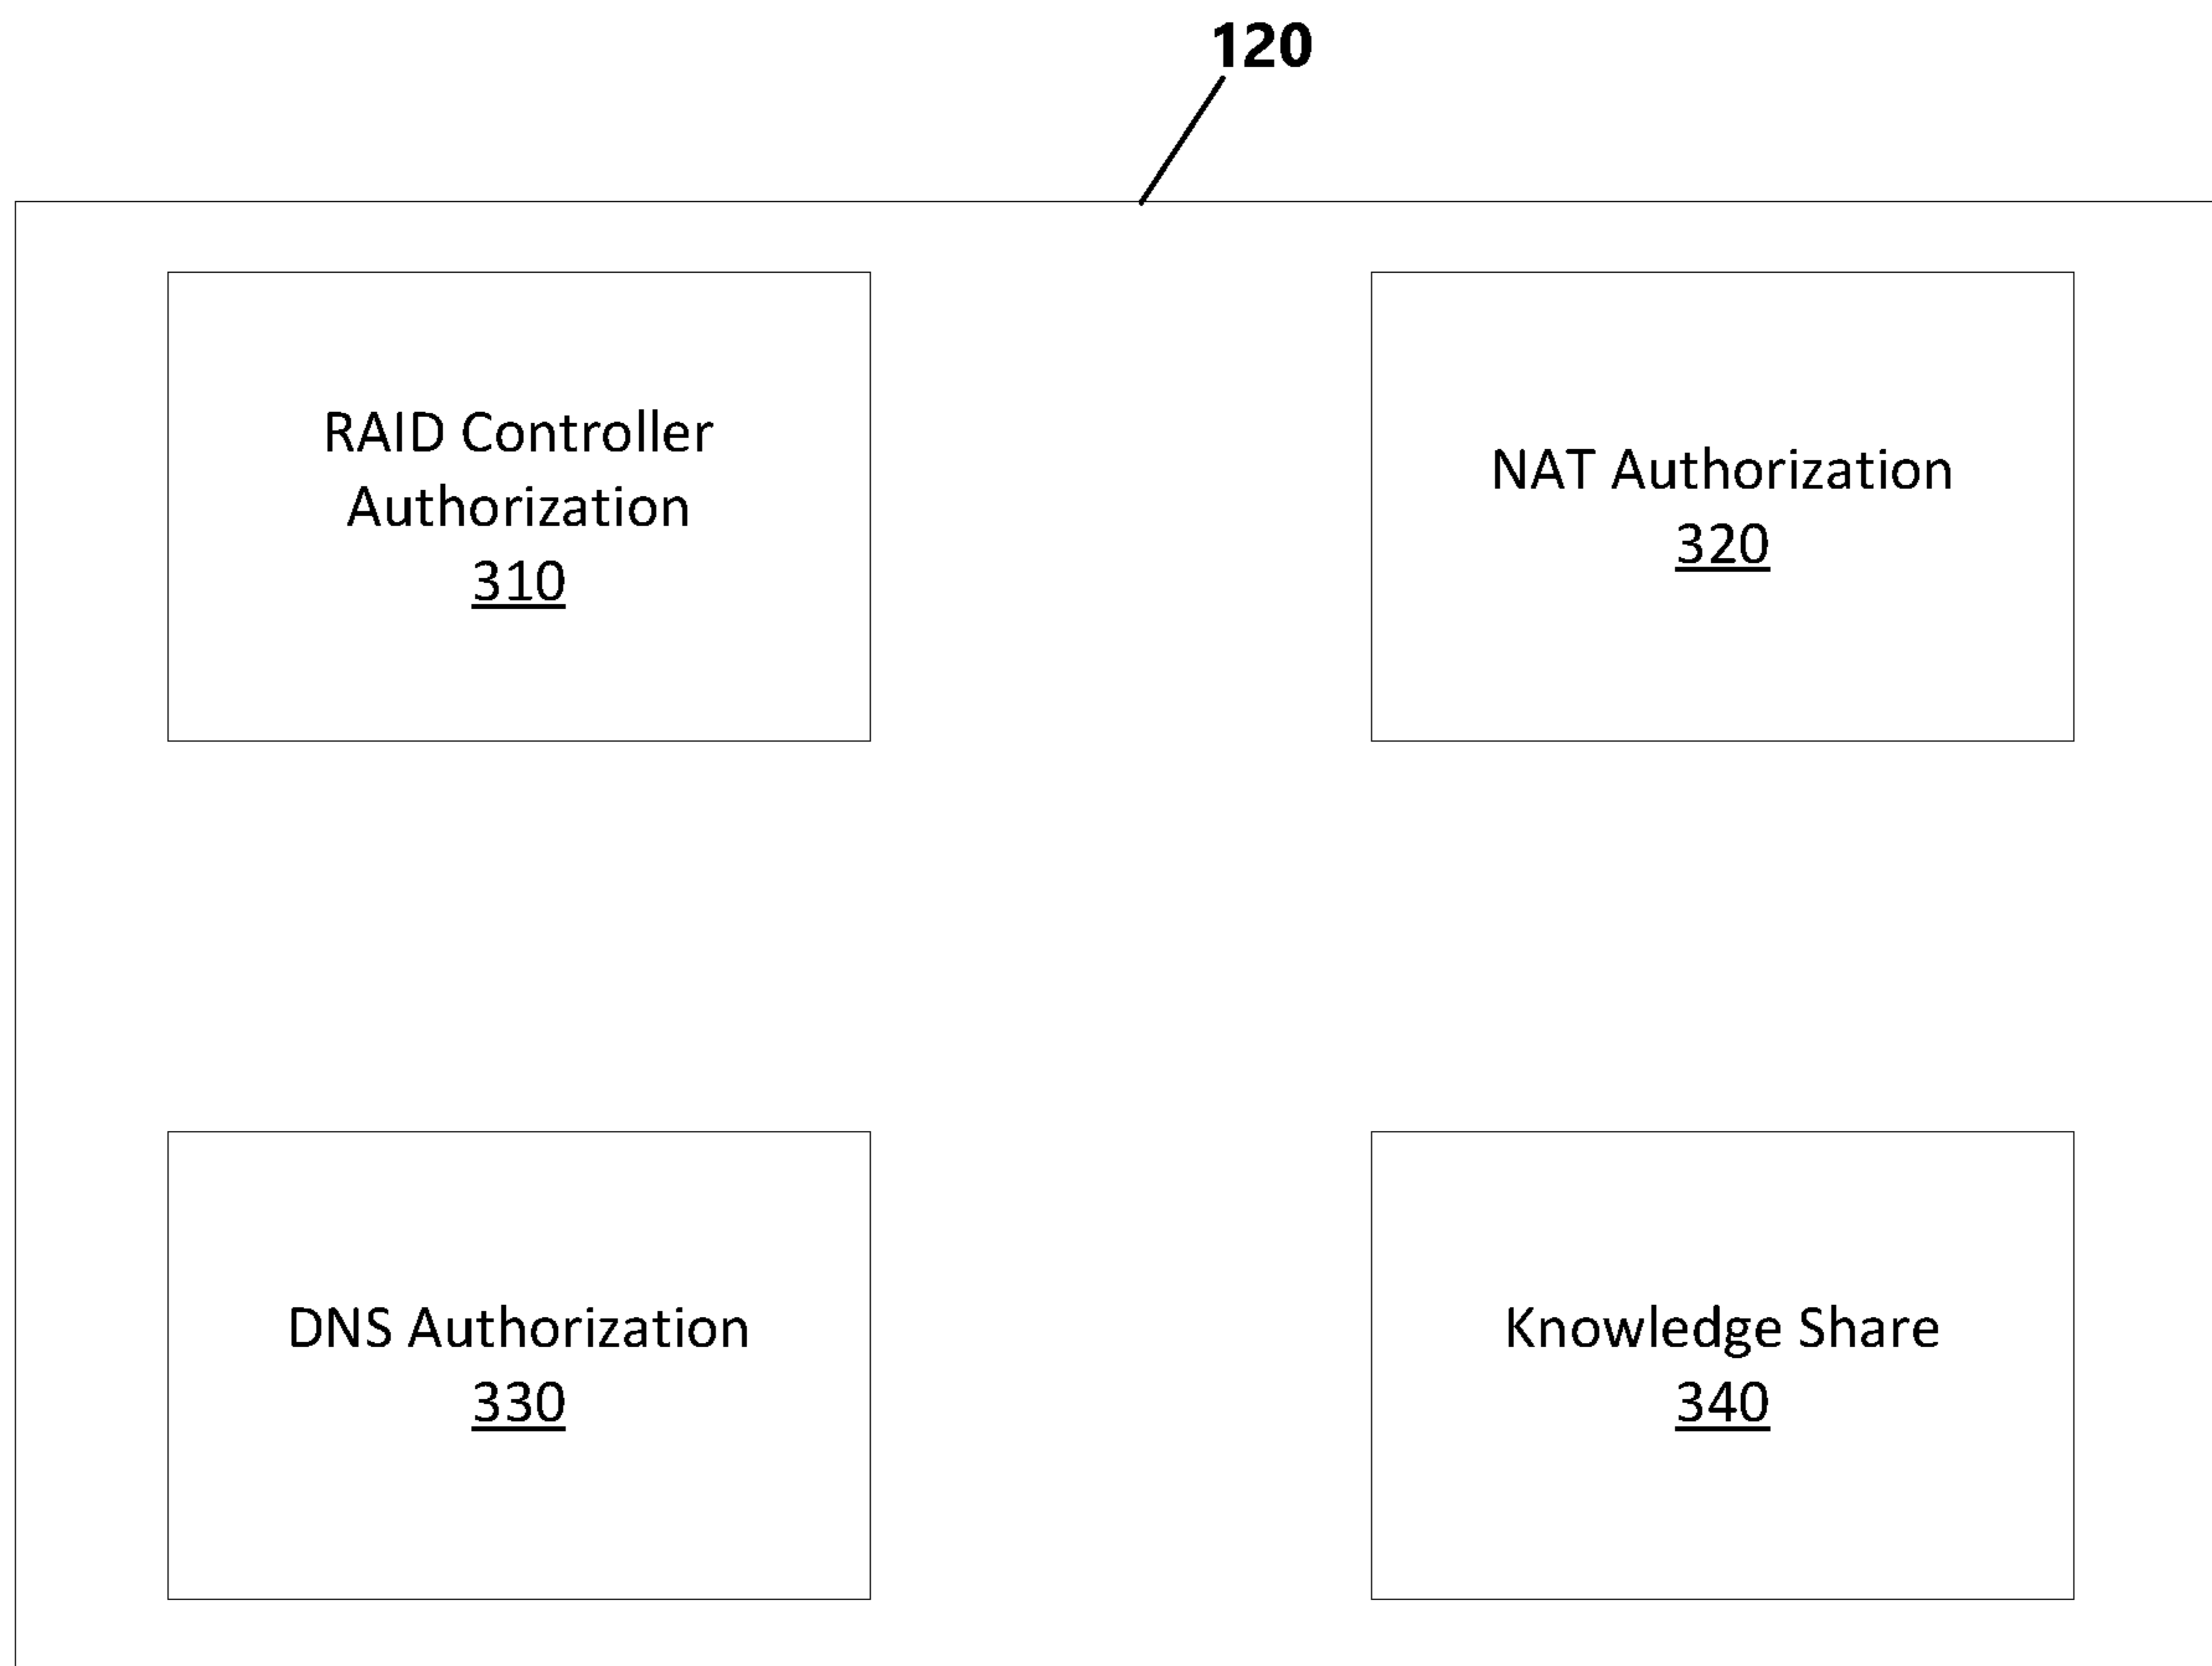 120
RAID Controller
Authorization
310
NAT Authorization
320
DNS Authorization
330
Knowledge Share
340